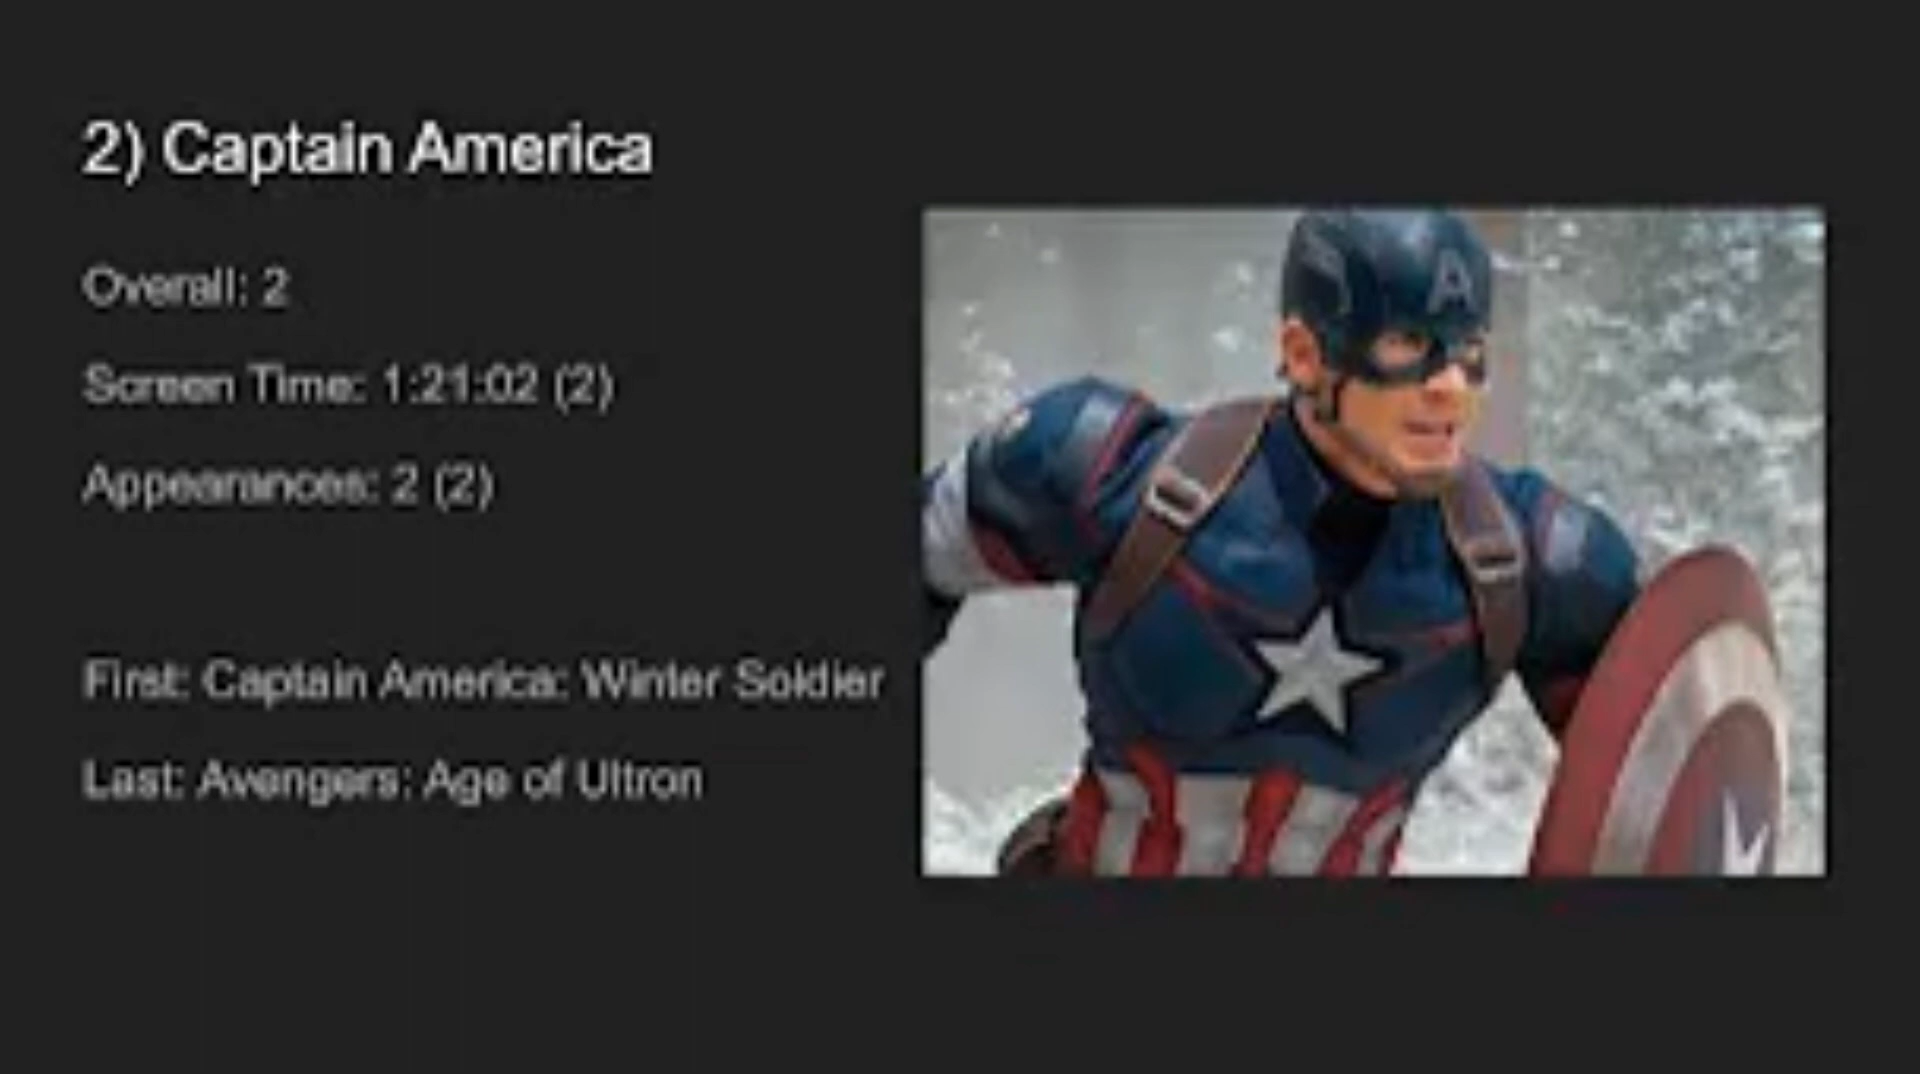 2) Captain America
Overall: 2
Screen Time: 1:21:02 (2)
Appearances: 2 (2)
First: Captain America: Winter Soldier
Last: Avengers: Age of Ultron
A